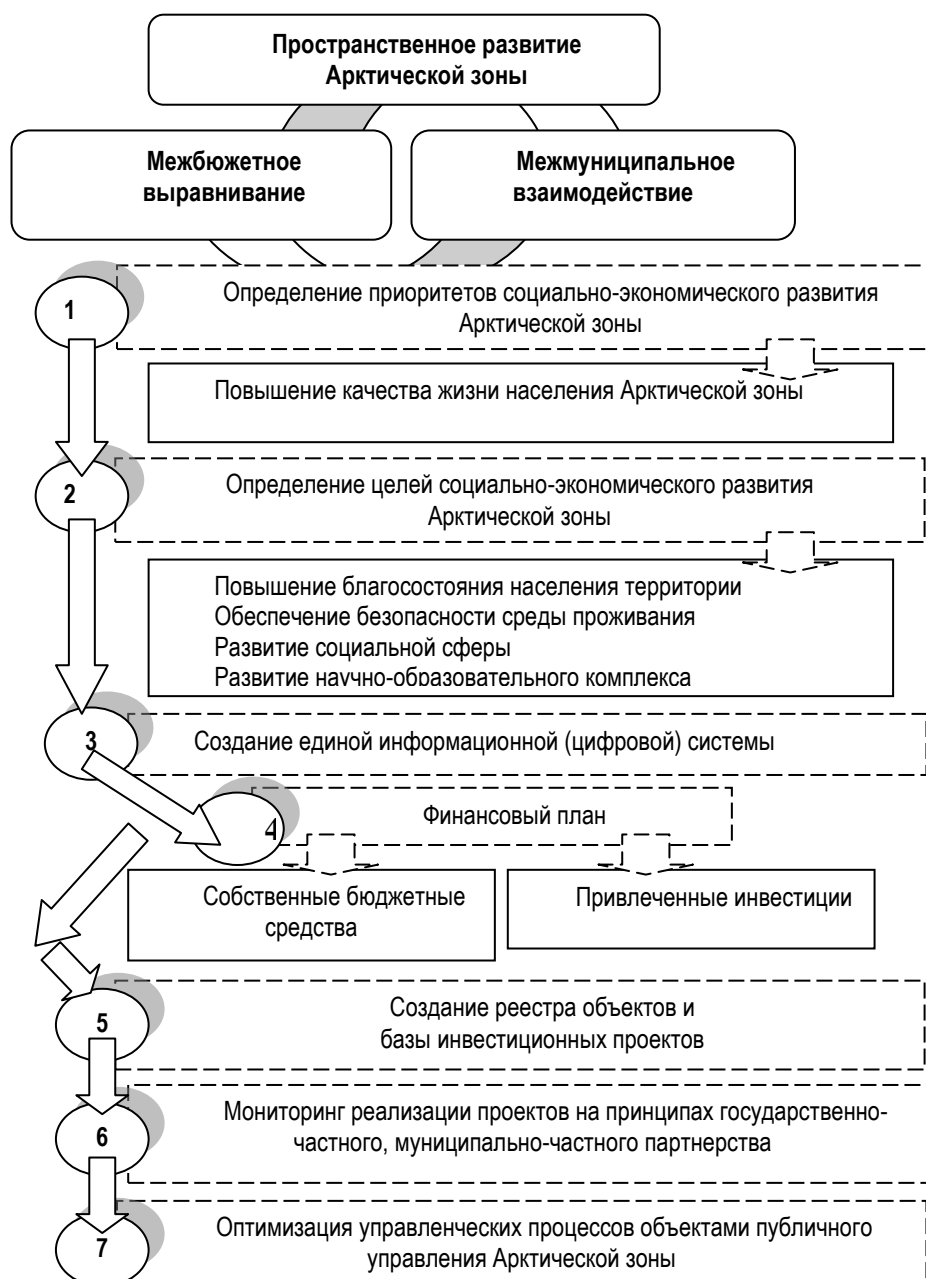 Пространственное развитие
Арктической зоны
Межбюжетное
выравнивание
Межмуниципальное
взаимодействие
1
Определение приоритетов социально-экономического развития
Арктической зоны
Повышение качества жизни населения Арктической зоны
2
Определение целей социально-экономического развития
Арктической зоны
Повышение благосостояния населения территории
Обеспечение безопасности среды проживания
Развитие социальной сферы
Развитие научно-образовательного комплекса
3
Создание единой информационной (цифровой) системы
4
Финансовый план
Собственные бюджетные
средства
Привлеченные инвестиции
5
Создание реестра объектов и
базы инвестиционных проектов
6
Мониторинг реализации проектов на принципах государственно-
частного, муниципально-частного партнерства
7
Оптимизация управленческих процессов объектами публичного
управления Арктической зоны